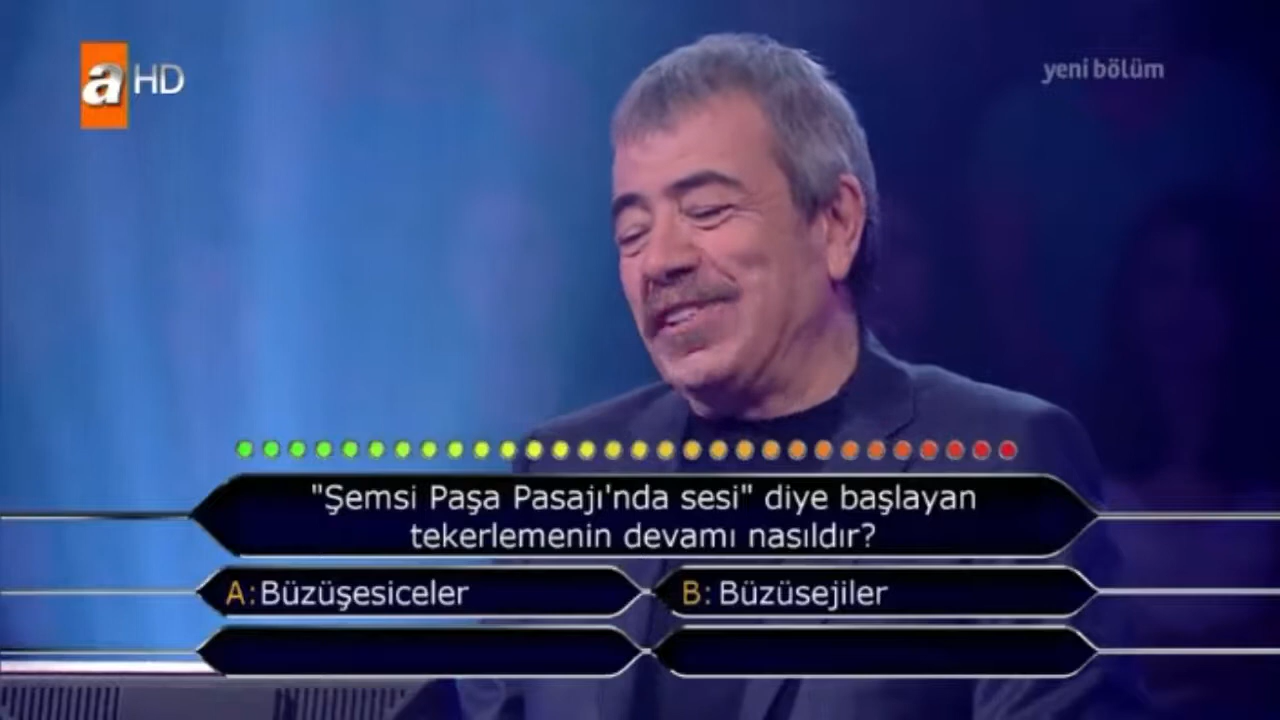 a HD
yeni bölüm
"Şemsi Paşa Pasajı'nda sesi" diye başlayan
tekerlemenin devamı nasıldır?
A: Büzüşesiceler
B: Büzüsejiler